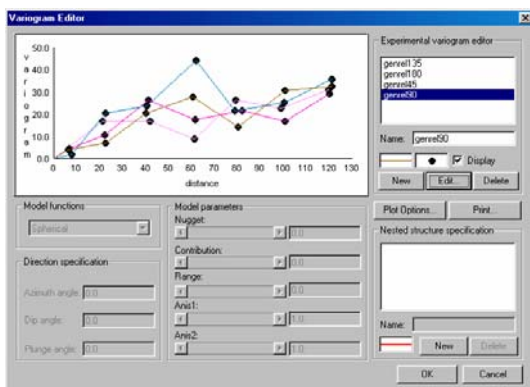 Variogram Editor
variogram
50.0
40.0
30.0
20.0
10.0
0.0
0 10 20 30 40 50 60 70 80 90 100 110 120 130
distance
Experimental variogram editor
genrel135
genrel180
genrel45
genrel90
Name: genrel90
Display
New Edit... Delete
Plot Options... Print...
Model functions
Spherical
Direction specification
Azimuth angle: 0.0
Dip angle: 0.0
Plunge angle: 0.0
Model parameters
Nugget:
0.0
Contribution:
0.0
Range:
0.0
Anis1:
1.0
Anis2:
1.0
Nested structure specification
Name:
New Delete
OK Cancel